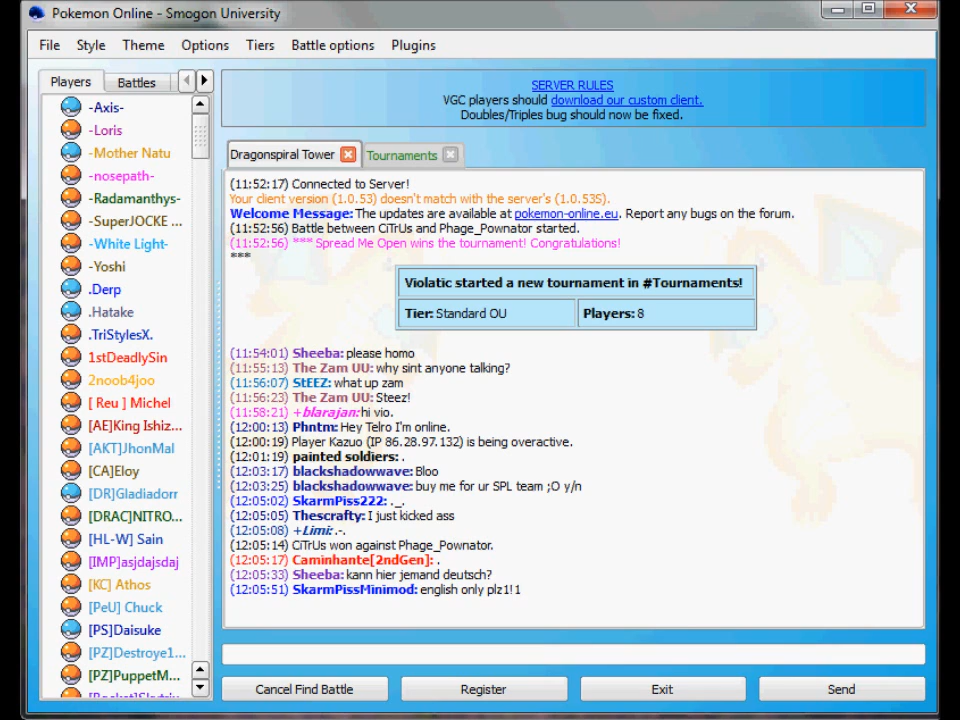 Pokemon Online - Smogon University
File Style Theme Options Tiers Battle options Plugins
Players Battles
-Axis-
-Loris
-Mother Natu
-nosepath-
-Radamanthys-
-SuperJOCKE ...
-White Light-
-Yoshi
.Derp
.Hatake
.TriStylesX.
1stDeadlySin
2noob4joo
[ Reu ] Michel
[AE]King Ishiz...
[AKT]JhonMal
[CA]Eloy
[DR]Gladiadorr
[DRAC]NITRO...
[HL-W] Sain
[IMP]asjdajsdaj
[KC] Athos
[PeU] Chuck
[PS]Daisuke
[PZ]Destroye1...
[PZ]PuppetM...
SERVER RULES
VGC players should download our custom client.
Doubles/Triples bug should now be fixed.
Dragonspiral Tower Tournaments
(11:52:17) Connected to Server!
Your client version (1.0.53) doesn't match with the server's (1.0.53S).
Welcome Message: The updates are available at pokemon-online.eu. Report any bugs on the forum.
(11:52:56) Battle between CiTrUs and Phage_Pownator started.
(11:52:56) *** Spread Me Open wins the tournament! Congratulations!
***
Violatic started a new tournament in #Tournaments!
Tier: Standard OU Players: 8
(11:54:01) Sheeba: please homo
(11:55:13) The Zam UU: why sint anyone talking?
(11:56:07) StEEZ: what up zam
(11:56:23) The Zam UU: Steez!
(11:58:21) +blarajan: hi vio.
(12:00:13) Phntm: Hey Telro I'm online.
(12:00:19) Player Kazuo (IP 86.28.97.132) is being overactive.
(12:01:19) painted soldiers: .
(12:03:17) blackshadowwave: Bloo
(12:03:25) blackshadowwave: buy me for ur SPL team ;O y/n
(12:05:02) SkarmPiss222: ._.
(12:05:05) Thescrafty: I just kicked ass
(12:05:08) +Limi: .-.
(12:05:14) CiTrUs won against Phage_Pownator.
(12:05:17) Caminhante[2ndGen]: .
(12:05:33) Sheeba: kann hier jemand deutsch?
(12:05:51) SkarmPissMinimod: english only plz1!1
Cancel Find Battle Register Exit Send